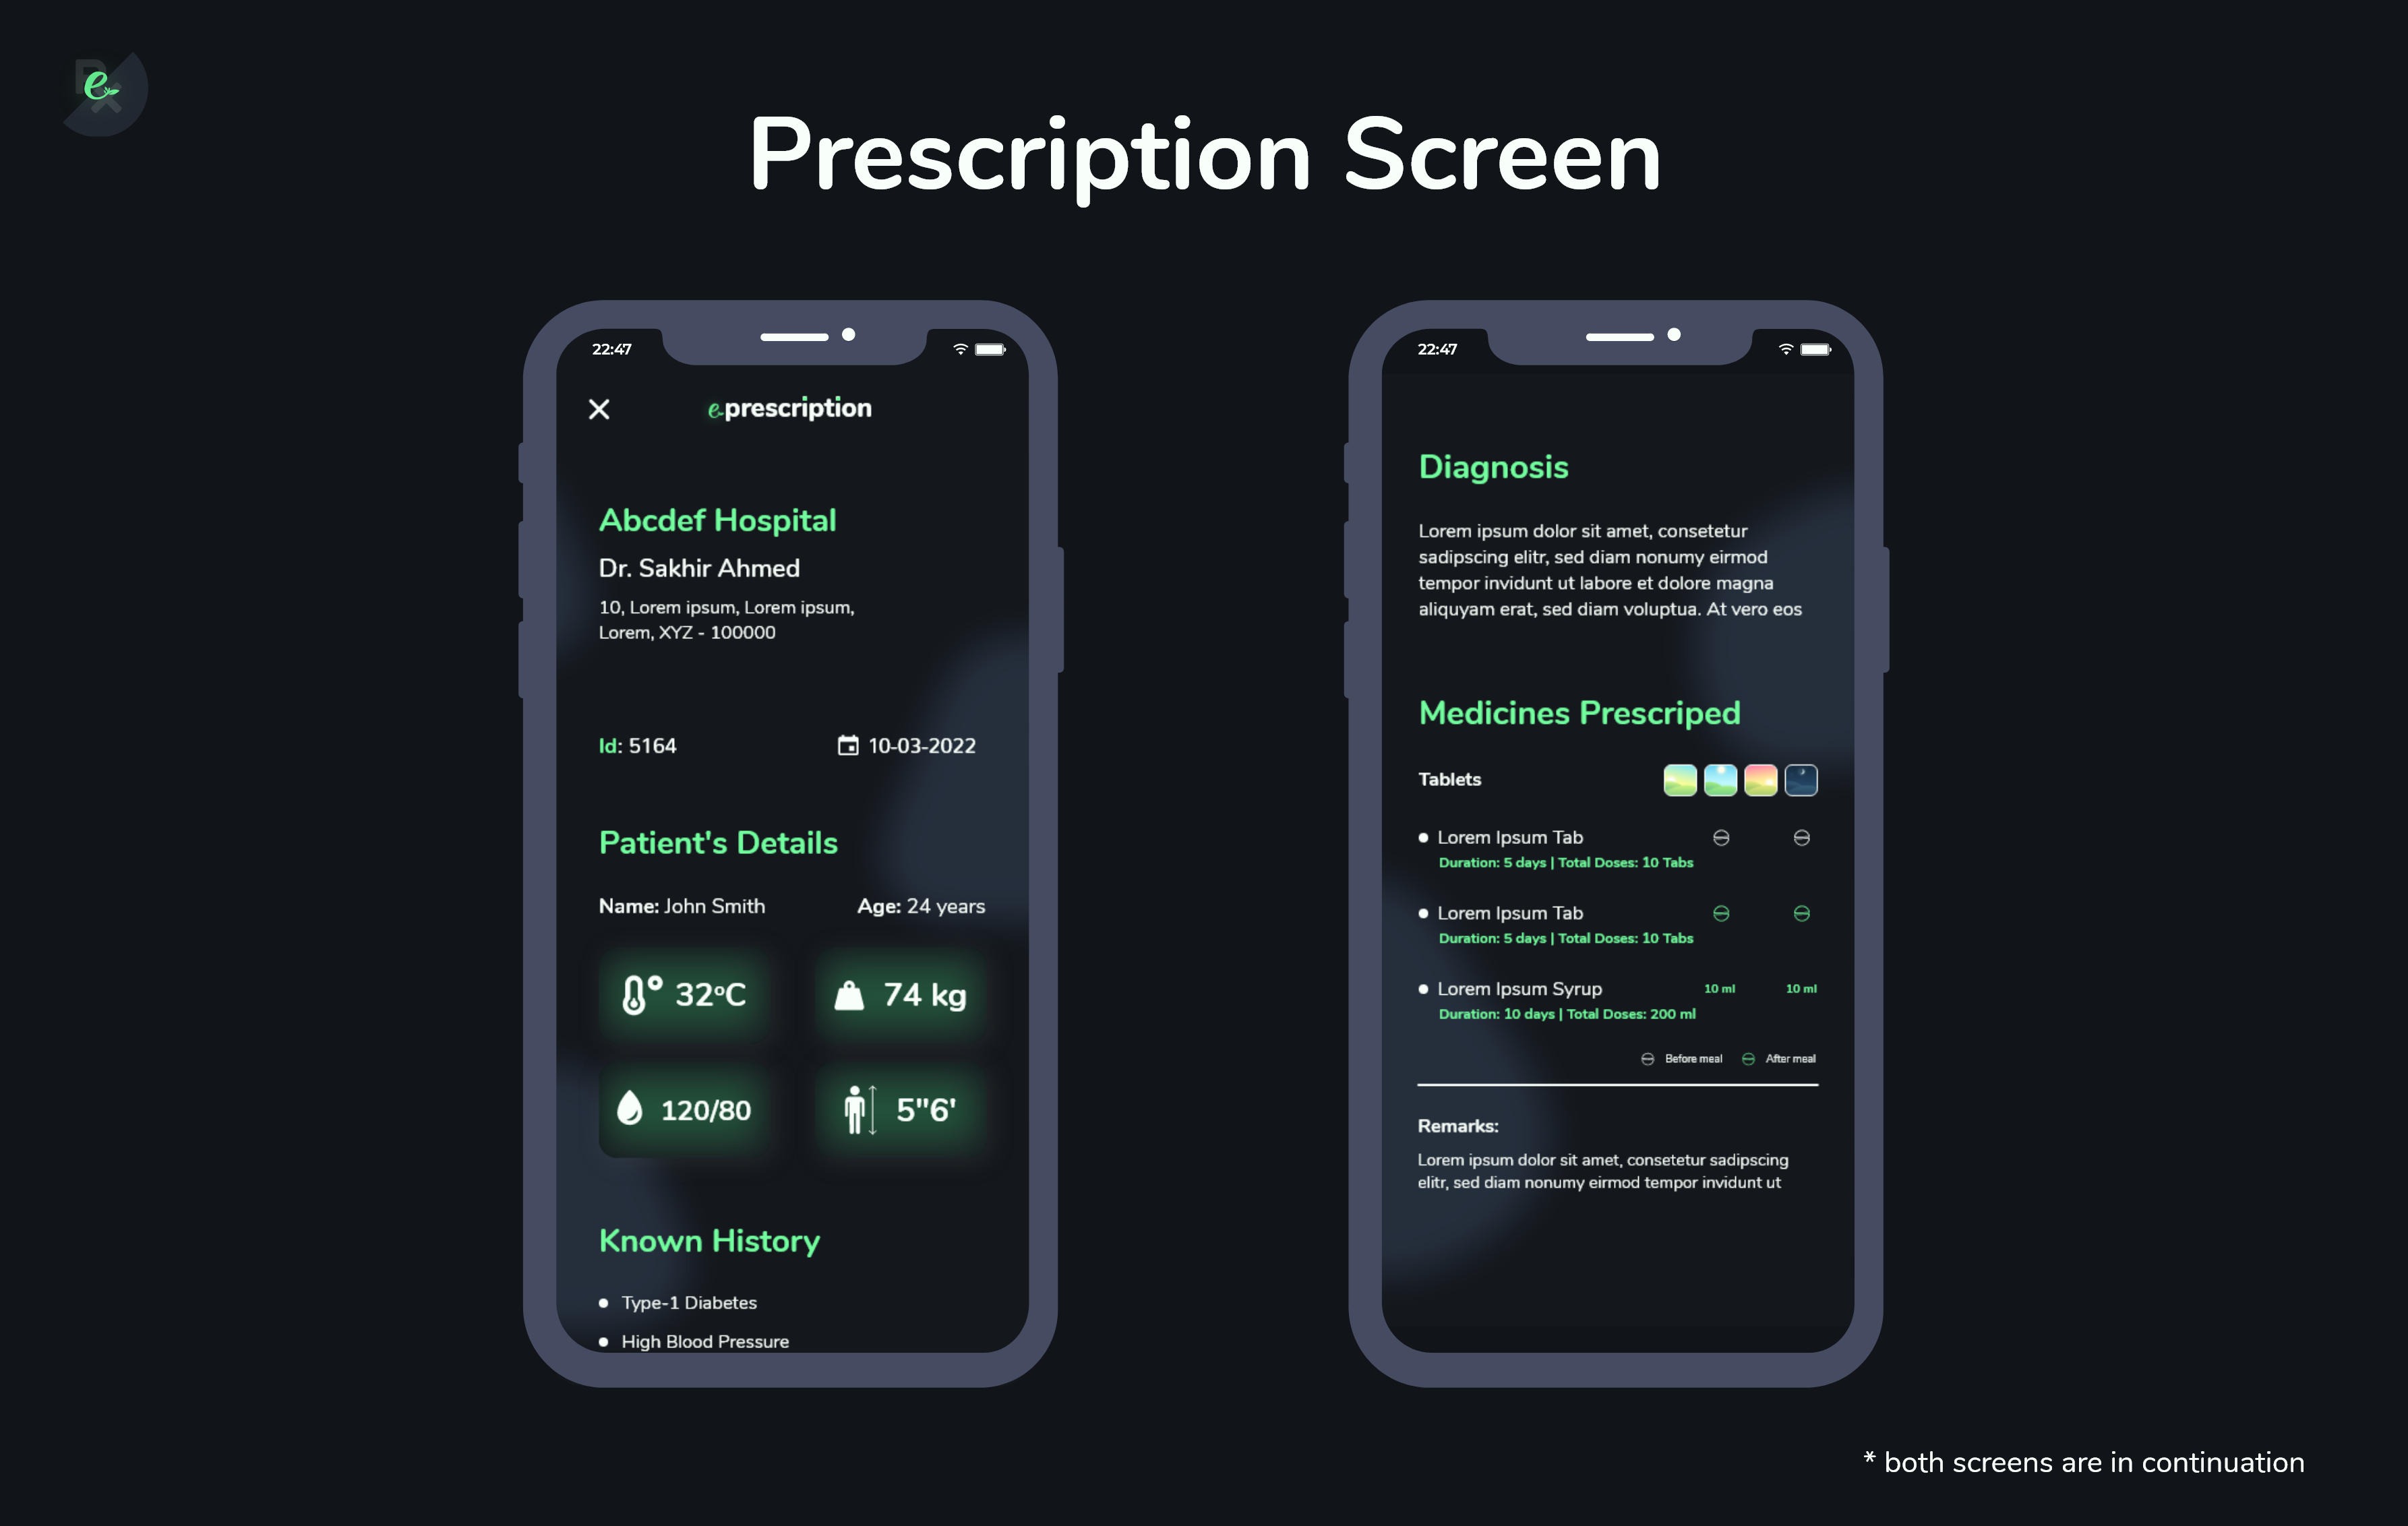 Rx
e
Prescription Screen
22:47
e-prescription
Abcdef Hospital
Dr. Sakhir Ahmed
10, Lorem ipsum, Lorem ipsum,
Lorem, XYZ - 100000
Id: 5164
10-03-2022
Patient's Details
Name: John Smith
Age: 24 years
32°C
74 kg
120/80
5"6'
Known History
Type-1 Diabetes
High Blood Pressure
22:47
Diagnosis
Lorem ipsum dolor sit amet, consetetur
sadipscing elitr, sed diam nonumy eirmod
tempor invidunt ut labore et dolore magna
aliquyam erat, sed diam voluptua. At vero eos
Medicines Prescriped
Tablets
Lorem Ipsum Tab
Duration: 5 days | Total Doses: 10 Tabs
Lorem Ipsum Tab
Duration: 5 days | Total Doses: 10 Tabs
Lorem Ipsum Syrup 10 ml 10 ml
Duration: 10 days | Total Doses: 200 ml
Before meal After meal
Remarks:
Lorem ipsum dolor sit amet, consetetur sadipscing
elitr, sed diam nonumy eirmod tempor invidunt ut
* both screens are in continuation